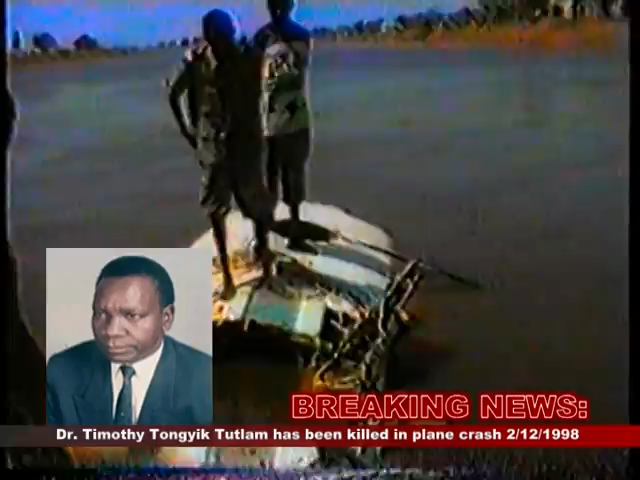 BREAKING NEWS:
Dr. Timothy Tongyik Tutlam has been killed in plane crash 2/12/1998